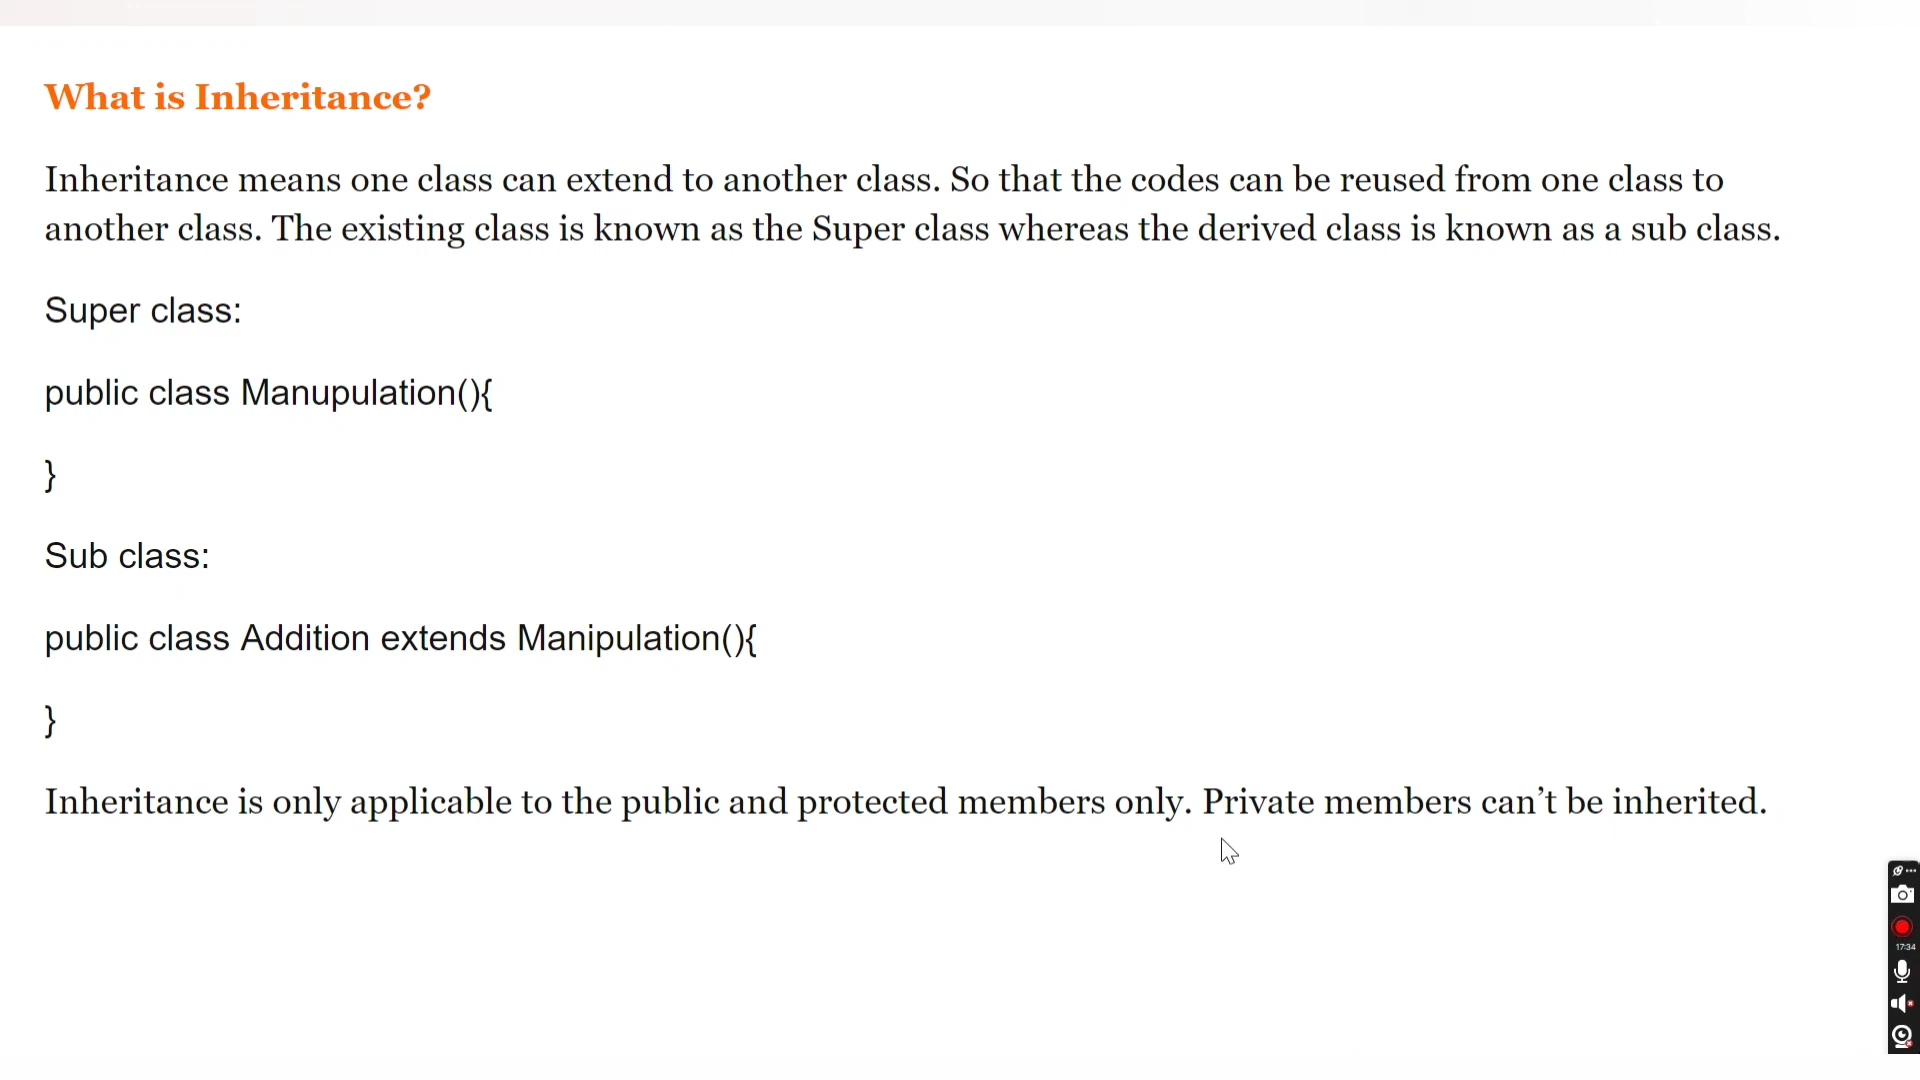 What is Inheritance?
Inheritance means one class can extend to another class. So that the codes can be reused from one class to
another class. The existing class is known as the Super class whereas the derived class is known as a sub class.
Super class:
public class Manupulation(){
}
Sub class:
public class Addition extends Manipulation(){
}
Inheritance is only applicable to the public and protected members only. Private members can’t be inherited.
17:34